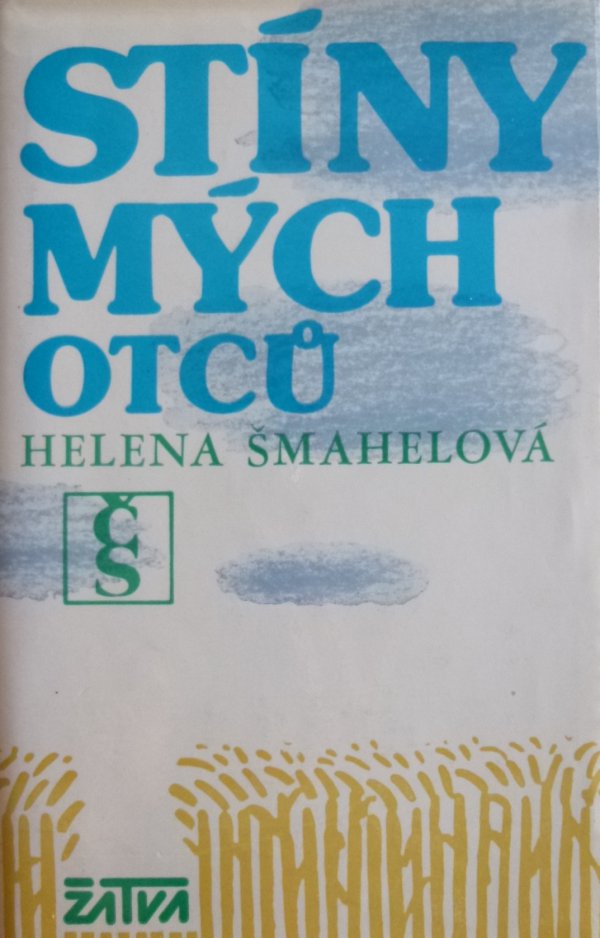 STÍNY
MÝCH
OTCŮ
HELENA ŠMAHELOVÁ
ČS
ŽATVA